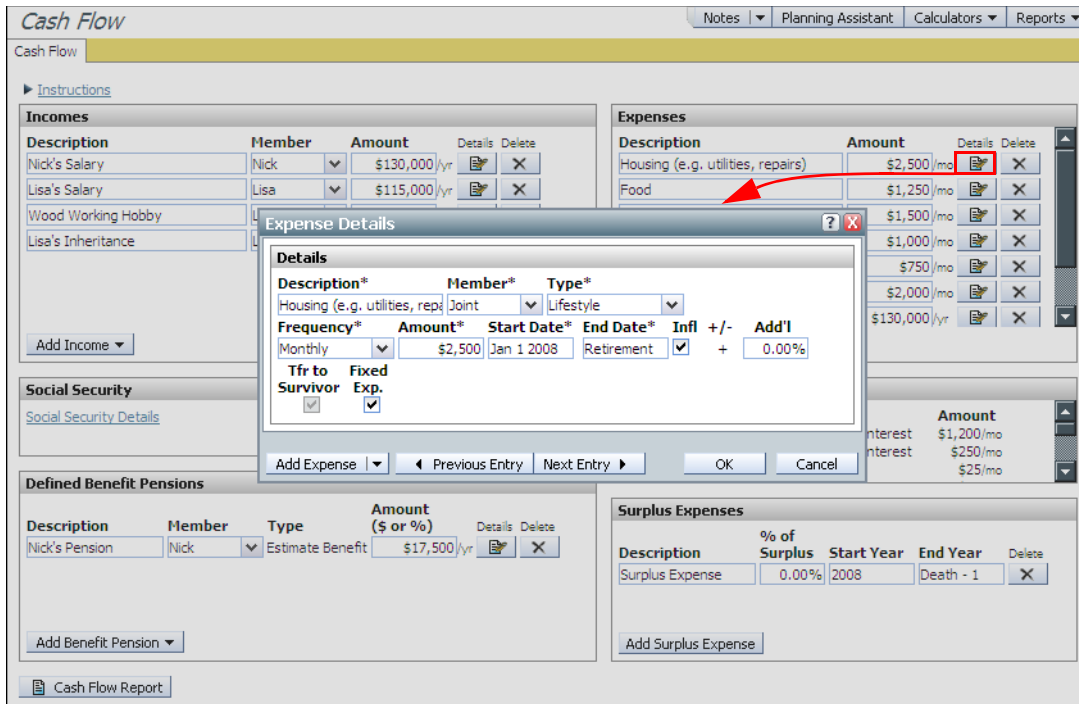 Cash Flow
Notes Planning Assistant Calculators Reports
Cash Flow
Instructions
Incomes
Description Member Amount Details Delete
Nick's Salary Nick $130,000/yr
Lisa's Salary Lisa $115,000/yr
Wood Working Hobby
Lisa's Inheritance
Add Income
Expenses
Description Amount Details Delete
Housing (e.g. utilities, repairs) $2,500/mo
Food $1,250/mo
$1,500/mo
$1,000/mo
$750/mo
$2,000/mo
$130,000/yr
Expense Details ?
Details
Description* Member* Type*
Housing (e.g. utilities, repa Joint Lifestyle
Frequency* Amount* Start Date* End Date* Infl +/- Add'l
Monthly $2,500 Jan 1 2008 Retirement + 0.00%
Tfr to Fixed
Survivor Exp.
Add Expense Previous Entry Next Entry OK Cancel
Social Security
Social Security Details
Amount
nterest $1,200/mo
nterest $250/mo
$25/mo
Defined Benefit Pensions
Amount
Description Member Type ($ or %) Details Delete
Nick's Pension Nick Estimate Benefit $17,500/yr
Add Benefit Pension
Surplus Expenses
% of
Description Surplus Start Year End Year Delete
Surplus Expense 0.00% 2008 Death - 1
Add Surplus Expense
Cash Flow Report